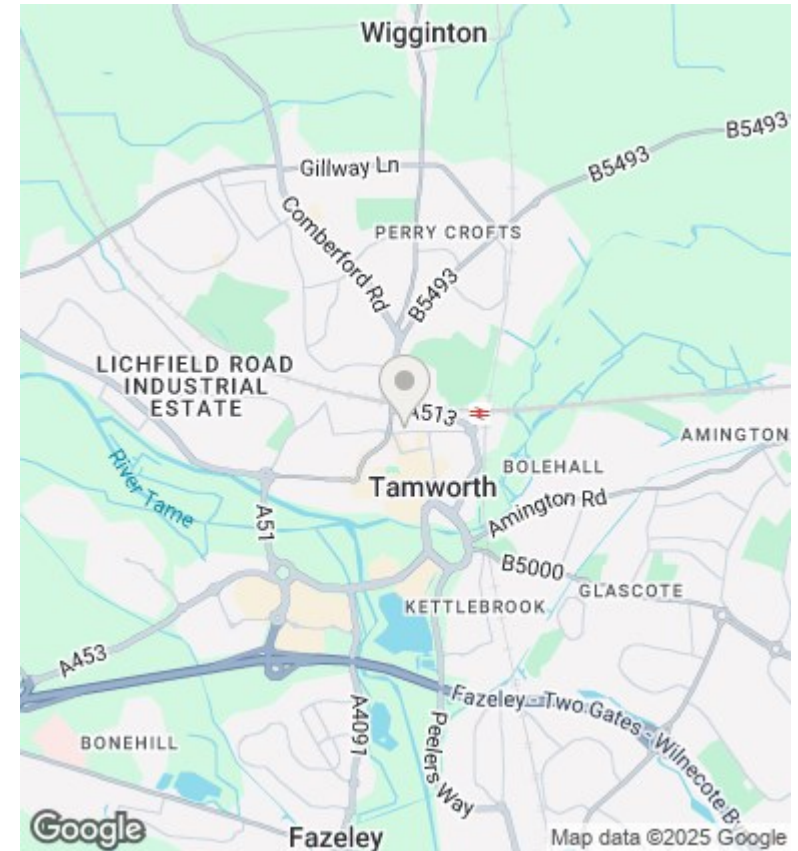 Wigginton
B5493
B5493
Gillway Ln
Comberford Rd
PERRY CROFTS
B5493
LICHFIELD ROAD
INDUSTRIAL
ESTATE
A513
AMINGTON
River Tame
Tamworth
BOLEHALL
A51
Amington Rd
B5000
GLASCOTE
KETTLEBROOK
A453
A4091
Peelers Way
Fazeley - Two Gates - Wilnecote B
BONEHILL
Google
Fazeley
Map data ©2025 Google